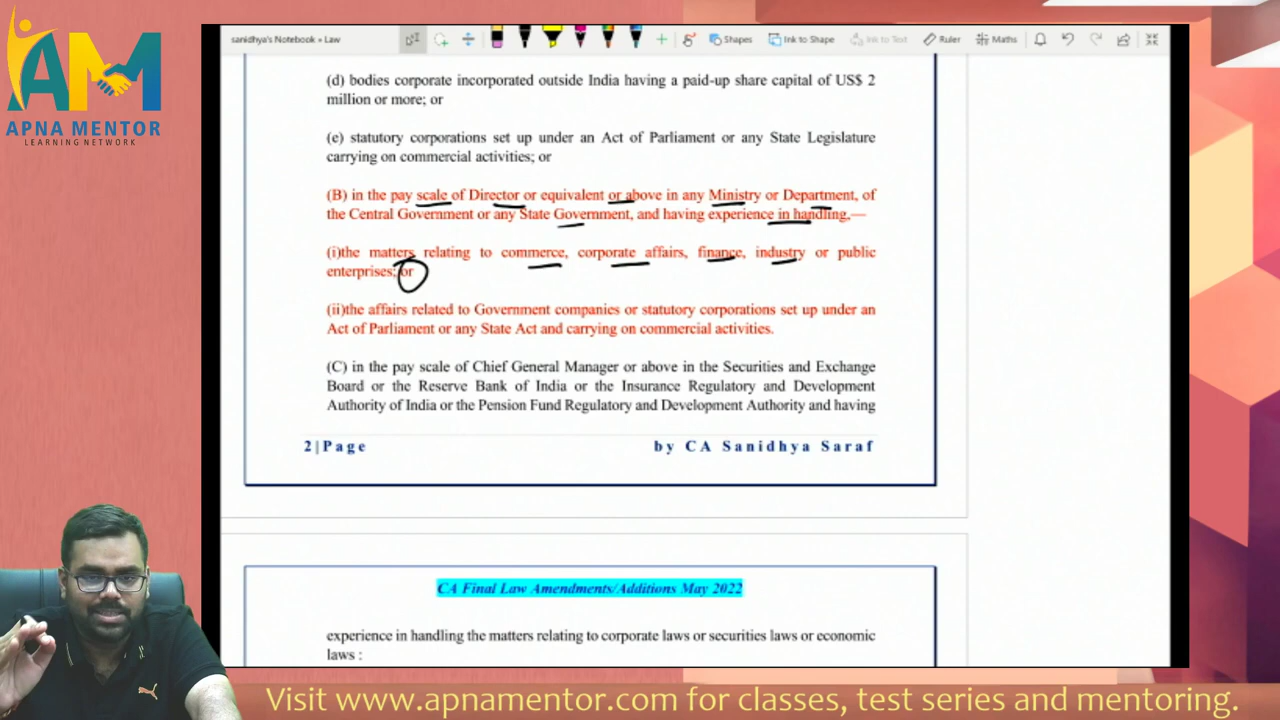 AM
APNA MENTOR
LEARNING NETWORK
sanidhya's Notebook » Law
Shapes
Ink to Shape
Ink to Text
Ruler
Maths
(d) bodies corporate incorporated outside India having a paid-up share capital of US$ 2
million or more; or
(e) statutory corporations set up under an Act of Parliament or any State Legislature
carrying on commercial activities; or
(B) in the pay scale of Director or equivalent or above in any Ministry or Department, of
the Central Government or any State Government, and having experience in handling,—
(i)the matters relating to commerce, corporate affairs, finance, industry or public
enterprises; or
(ii)the affairs related to Government companies or statutory corporations set up under an
Act of Parliament or any State Act and carrying on commercial activities.
(C) in the pay scale of Chief General Manager or above in the Securities and Exchange
Board or the Reserve Bank of India or the Insurance Regulatory and Development
Authority of India or the Pension Fund Regulatory and Development Authority and having
2|Page by CA Sanidhya Saraf
CA Final Law Amendments/Additions May 2022
experience in handling the matters relating to corporate laws or securities laws or economic
laws :
Visit www.apnamentor.com for classes, test series and mentoring.